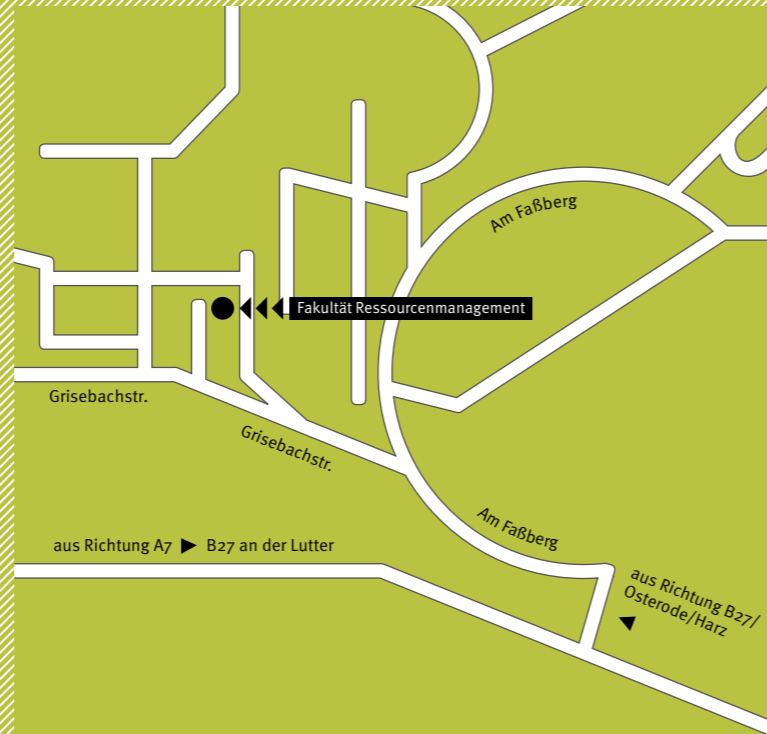 Am Faßberg
Fakultät Ressourcenmanagement
Grisebachstr.
Grisebachstr.
Am Faßberg
aus Richtung A7 ▶ B27 an der Lutter
aus Richtung B27/
Osterode/Harz